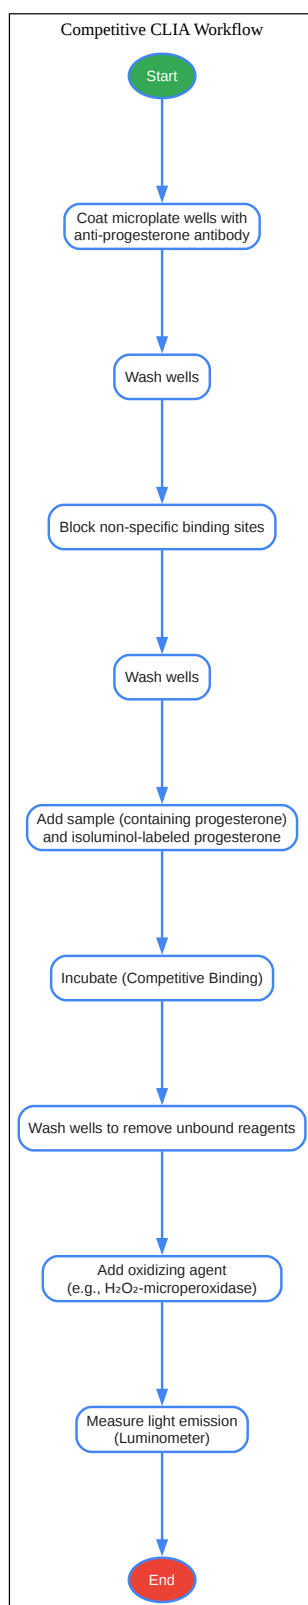 Competitive CLIA Workflow
Start
Coat microplate wells with
anti-progesterone antibody
Wash wells
Block non-specific binding sites
Wash wells
Add sample (containing progesterone)
and isoluminol-labeled progesterone
Incubate (Competitive Binding)
Wash wells to remove unbound reagents
Add oxidizing agent
(e.g., H₂O₂-microperoxidase)
Measure light emission
(Luminometer)
End